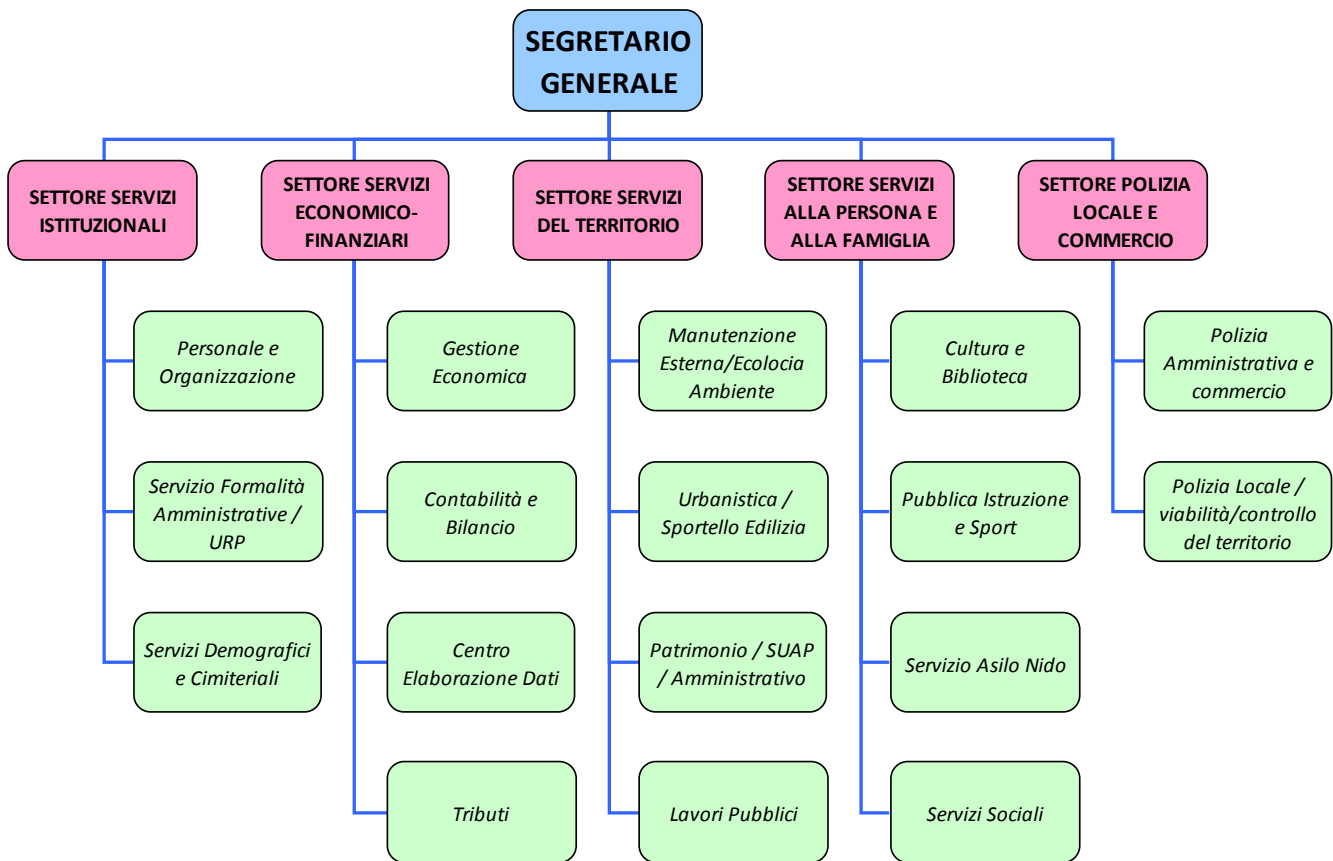 SEGRETARIO
GENERALE
SETTORE SERVIZI
ISTITUZIONALI
SETTORE SERVIZI
ECONOMICO-
FINANZIARI
SETTORE SERVIZI
DEL TERRITORIO
SETTORE SERVIZI
ALLA PERSONA E
ALLA FAMIGLIA
SETTORE POLIZIA
LOCALE E
COMMERCIO
Personale e
Organizzazione
Gestione
Economica
Manutenzione
Esterna/Ecolocia
Ambiente
Cultura e
Biblioteca
Polizia
Amministrativa e
commercio
Servizio Formalità
Amministrative /
URP
Contabilità e
Bilancio
Urbanistica /
Sportello Edilizia
Pubblica Istruzione
e Sport
Polizia Locale /
viabilità/controllo
del territorio
Servizi Demografici
e Cimiteriali
Centro
Elaborazione Dati
Patrimonio / SUAP
/ Amministrativo
Servizio Asilo Nido
Tributi
Lavori Pubblici
Servizi Sociali